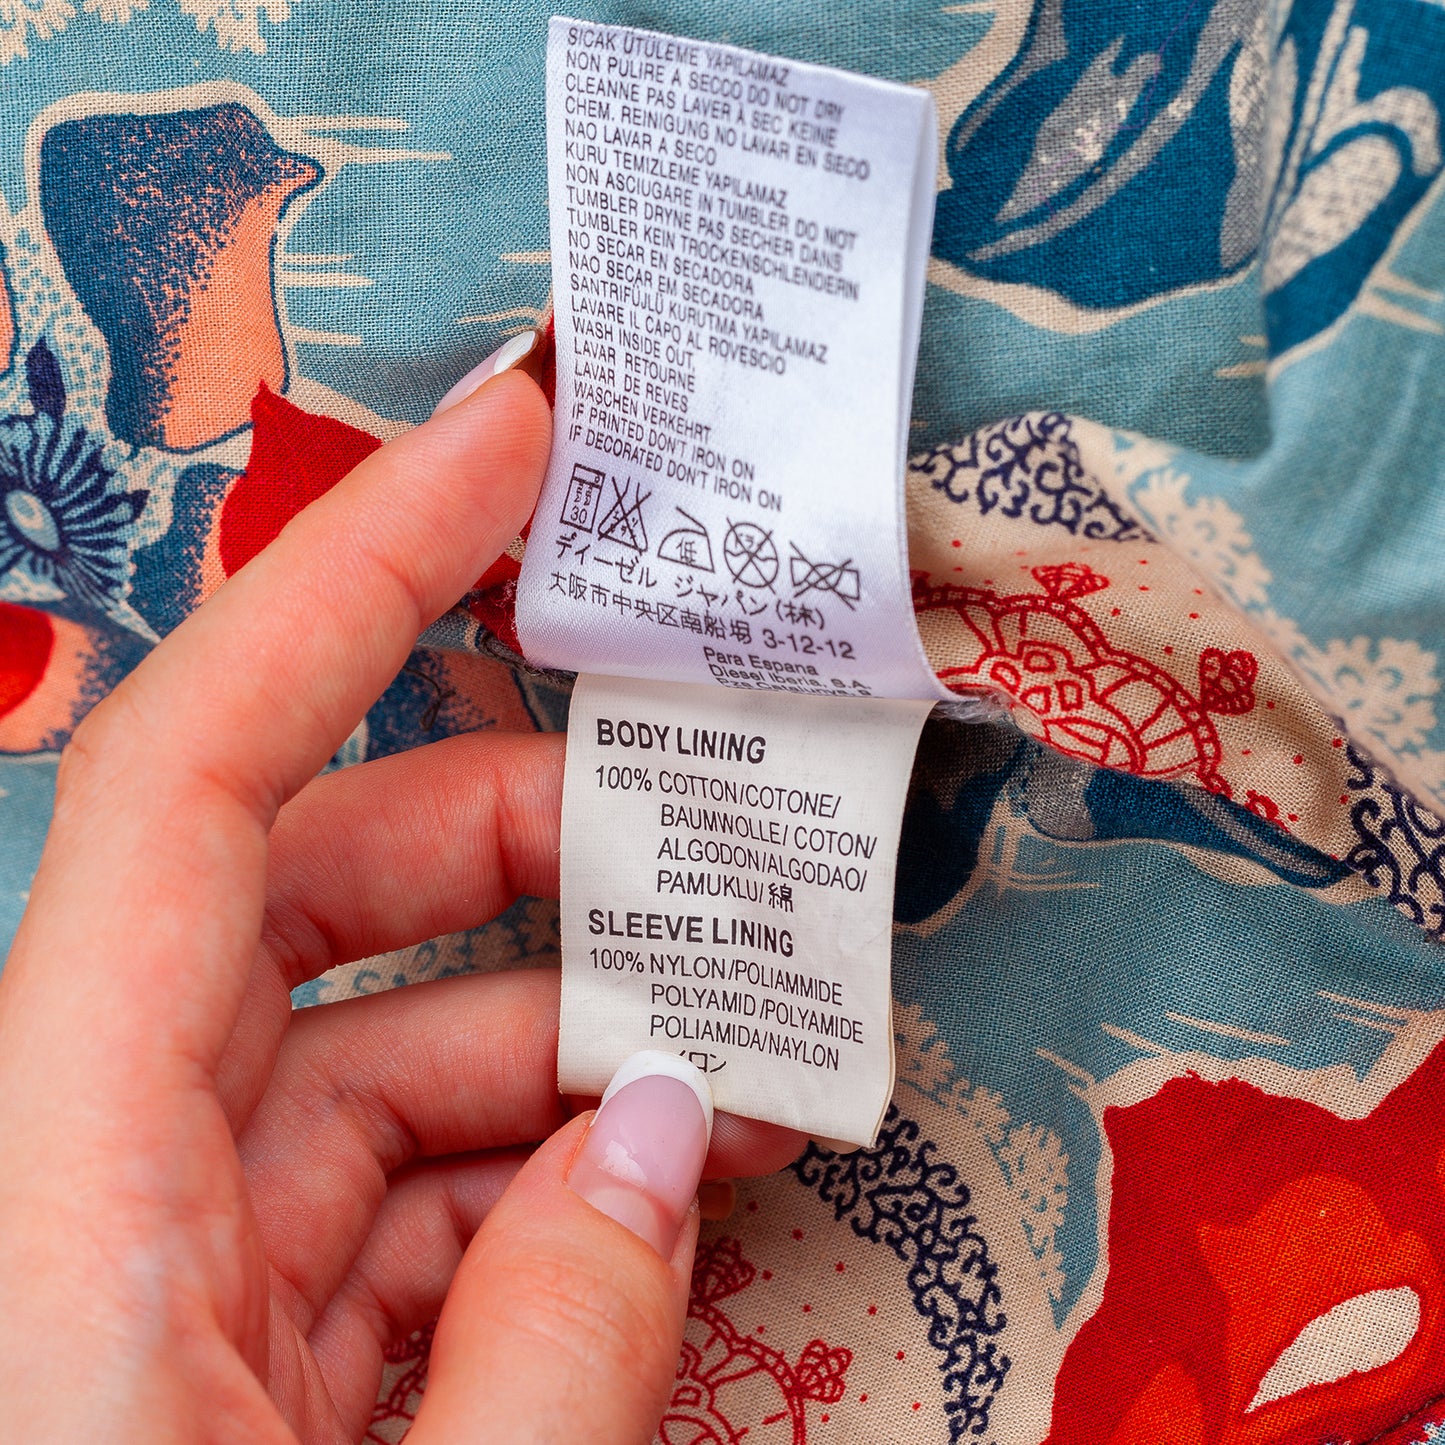 SICAK ÜTÜLEME YAPILAMAZ
NON PULIRE A SECCO DO NOT DRY
CLEANNE PAS LAVER À SEC KEINE
CHEM. REINIGUNG NO LAVAR EN SECO
NAO LAVAR A SECO
KURU TEMIZLEME YAPILAMAZ
NON ASCIUGARE IN TUMBLER DO NOT
TUMBLER DRYNE PAS SECHER DANS
TUMBLER KEIN TROCKENSCHLENDERN
NO SECAR EN SECADORA
NAO SECAR EM SECADORA
SANTRIFÜJLÜ KURUTMA YAPILAMAZ
LAVARE IL CAPO AL ROVESCIO
WASH INSIDE OUT,
LAVAR RETOURNE
LAVAR DE REVES
WASCHEN VERKEHRT
IF PRINTED DON'T IRON ON
IF DECORATED DON'T IRON ON
30 低
ディーゼル ジャパン(株)
大阪市中央区南船場 3-12-12
Para Espana
Diesel Iberia, S.A.
BODY LINING
100% COTTON/COTONE/
BAUMWOLLE/ COTON/
ALGODON/ALGODAO/
PAMUKLU/ 綿
SLEEVE LINING
100% NYLON/POLIAMMIDE
POLYAMID/POLYAMIDE
POLIAMIDA/NAYLON
イロン